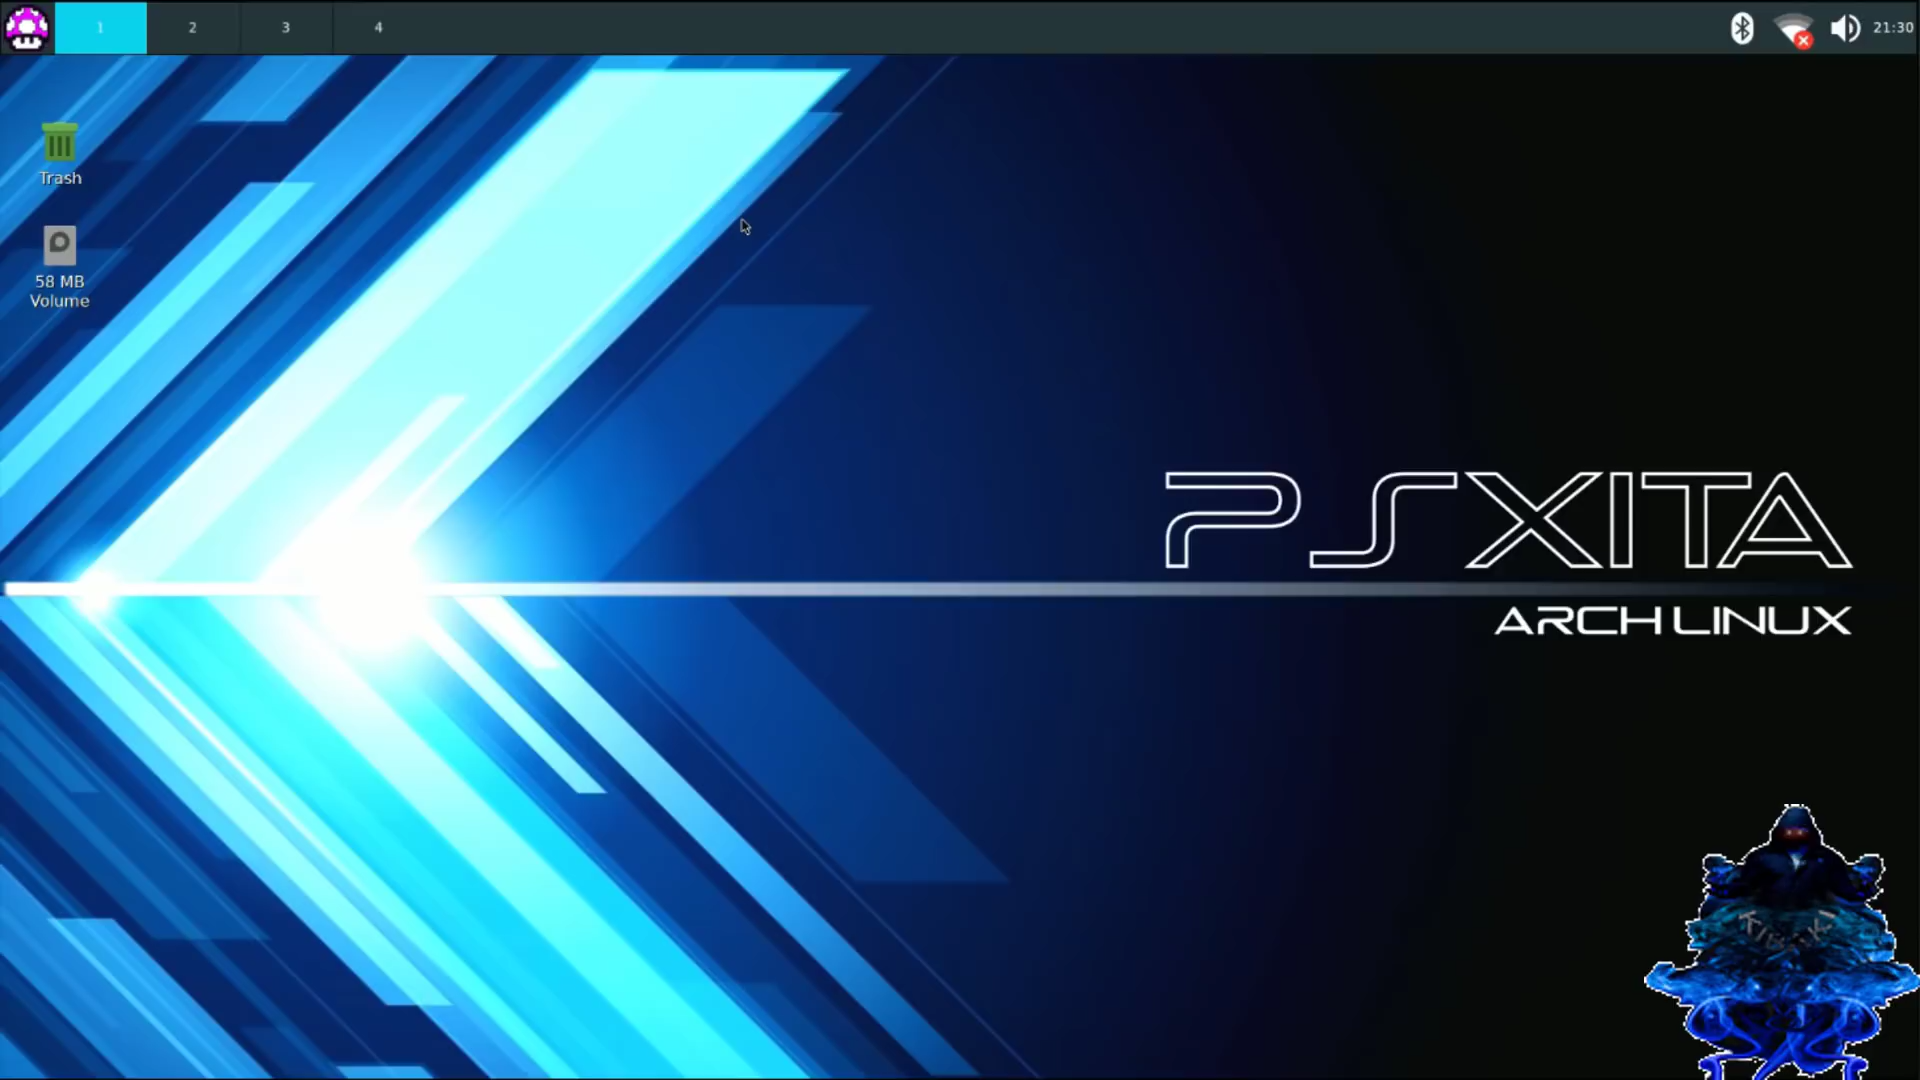 1 2 3 4 21:30
Trash
58 MB
Volume
PSXITA
ARCH LINUX